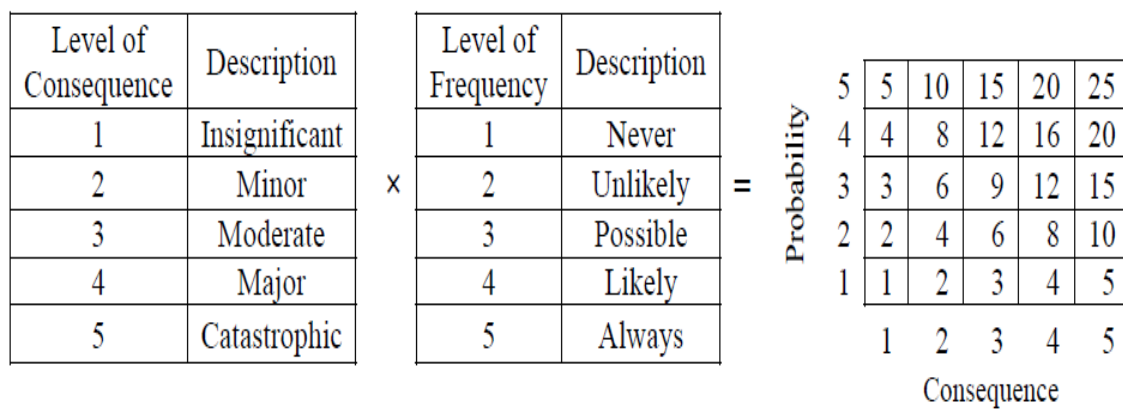 Level of Consequence Description
1 Insignificant
2 Minor
3 Moderate
4 Major
5 Catastrophic
×
Level of Frequency Description
1 Never
2 Unlikely
3 Possible
4 Likely
5 Always
=
Probability
5 5 10 15 20 25
4 4 8 12 16 20
3 3 6 9 12 15
2 2 4 6 8 10
1 1 2 3 4 5
1 2 3 4 5
Consequence